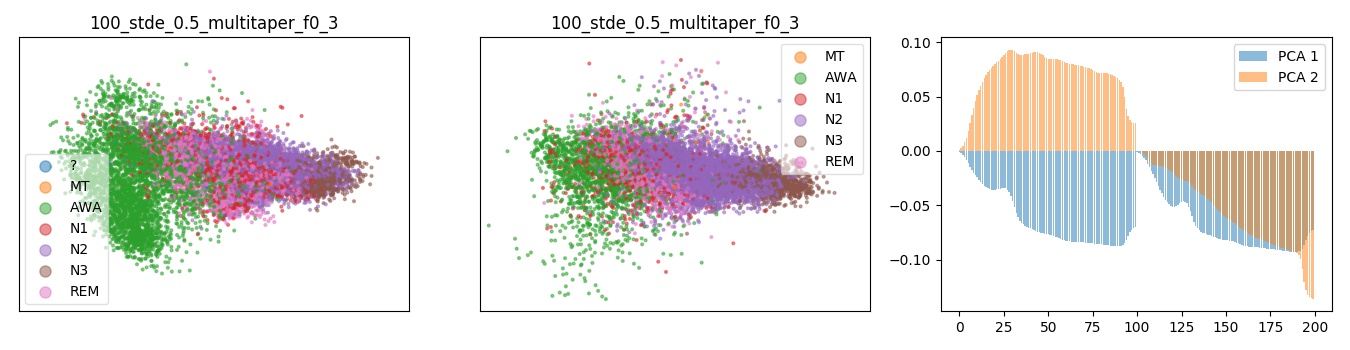 100_stde_0.5_multitaper_f0_3
?
MT
AWA
N1
N2
N3
REM
100_stde_0.5_multitaper_f0_3
MT
AWA
N1
N2
N3
REM
0.10
0.05
0.00
−0.05
−0.10
PCA 1
PCA 2
0 25 50 75 100 125 150 175 200